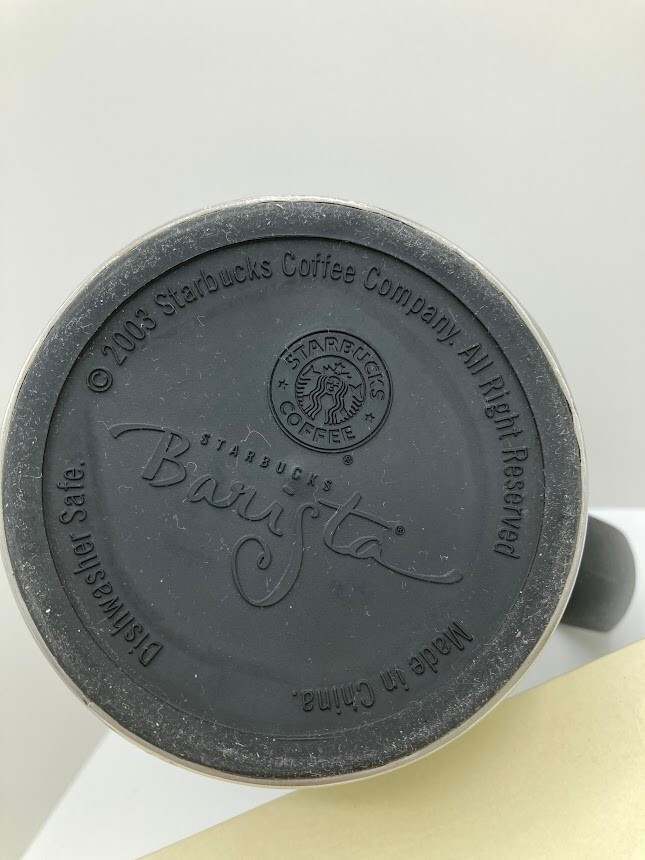 © 2003 Starbucks Coffee Company. All Right Reserved
STARBUCKS
COFFEE
®
STARBUCKS
Barista®
Dishwasher Safe.
Made in China.